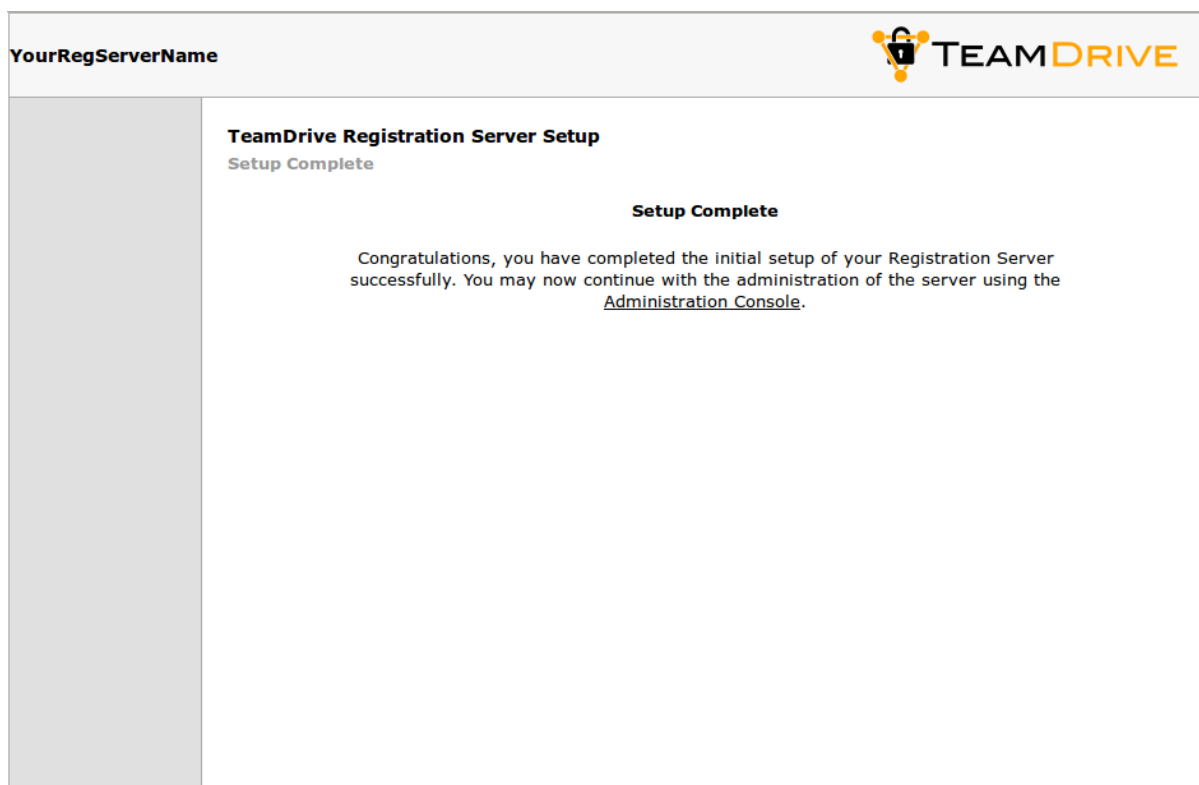 YourRegServerName
TEAMDRIVE
TeamDrive Registration Server Setup
Setup Complete
Setup Complete
Congratulations, you have completed the initial setup of your Registration Server
successfully. You may now continue with the administration of the server using the
Administration Console.